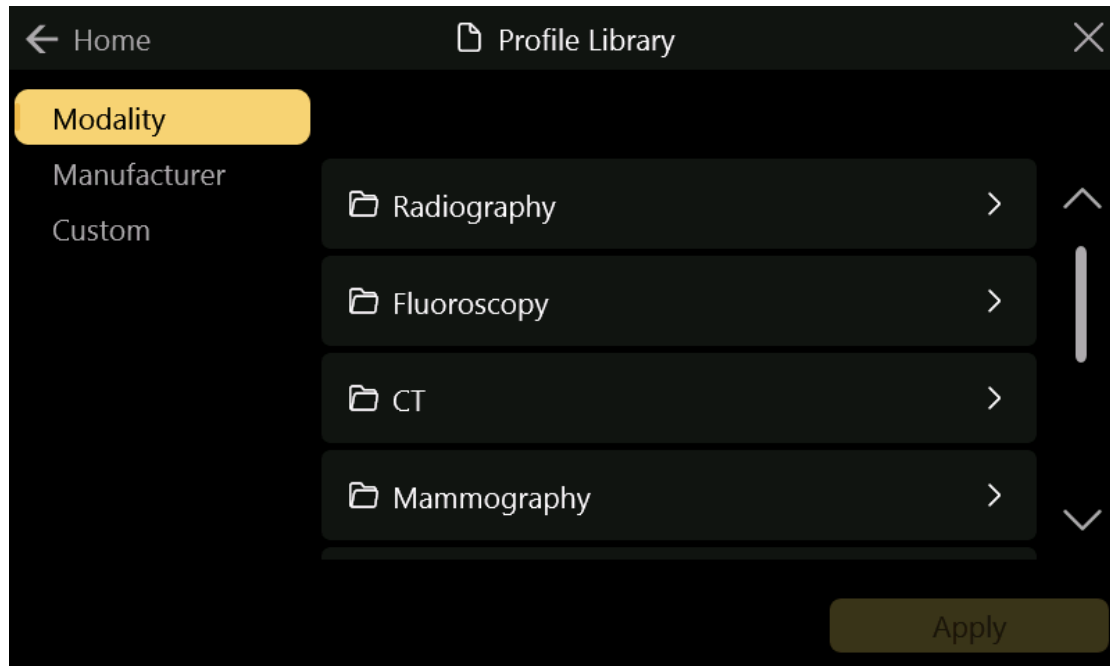 Home
Profile Library
Modality
Manufacturer
Custom
Radiography
Fluoroscopy
CT
Mammography
Apply